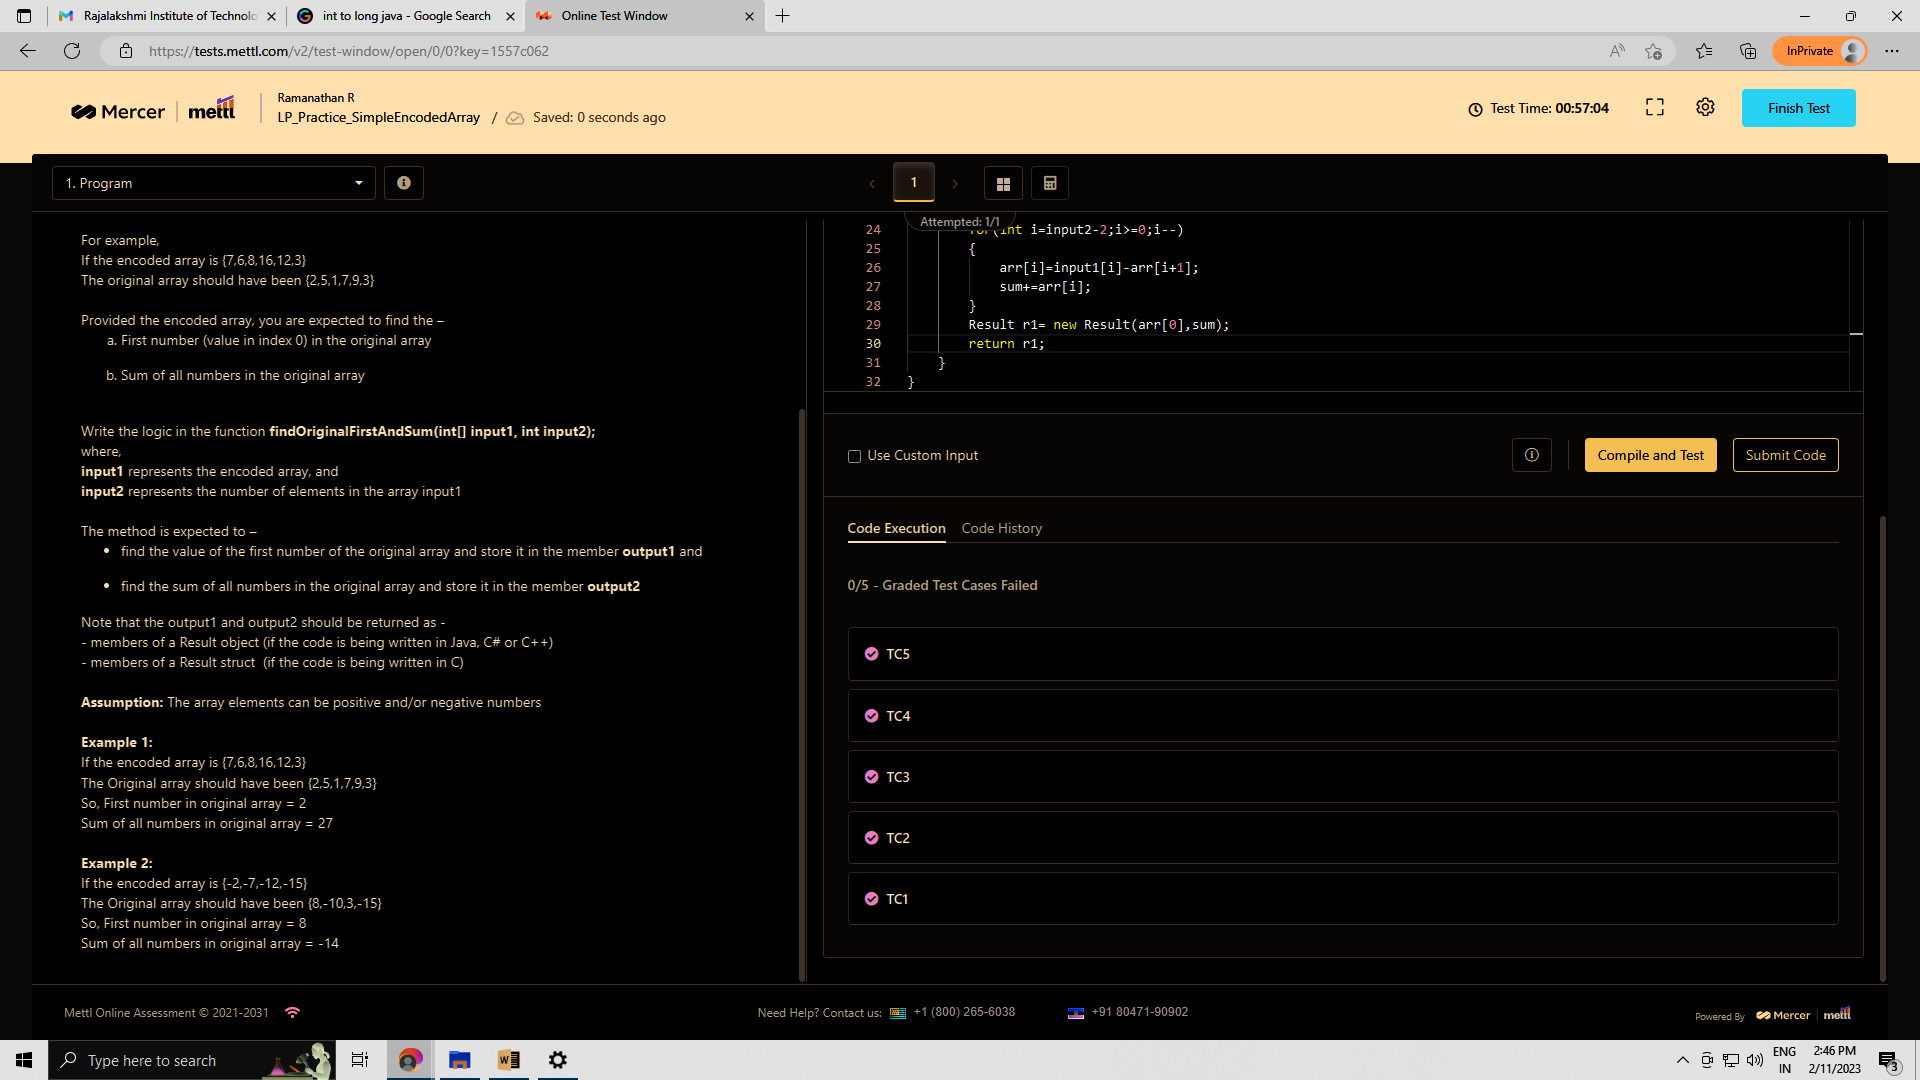 Rajalakshmi Institute of Technolo
int to long java - Google Search
Online Test Window
https://tests.mettl.com/v2/test-window/open/0/0?key=1557c062
InPrivate
Mercer | mettl
Ramanathan R
LP_Practice_SimpleEncodedArray / Saved: 0 seconds ago
Test Time: 00:57:04
Finish Test
1. Program
1
Attempted: 1/1
For example,
If the encoded array is {7,6,8,16,12,3}
The original array should have been {2,5,1,7,9,3}
Provided the encoded array, you are expected to find the –
a. First number (value in index 0) in the original array
b. Sum of all numbers in the original array
Write the logic in the function findOriginalFirstAndSum(int[] input1, int input2);
where,
input1 represents the encoded array, and
input2 represents the number of elements in the array input1
The method is expected to –
• find the value of the first number of the original array and store it in the member output1 and
• find the sum of all numbers in the original array and store it in the member output2
Note that the output1 and output2 should be returned as -
- members of a Result object (if the code is being written in Java, C# or C++)
- members of a Result struct  (if the code is being written in C)
Assumption: The array elements can be positive and/or negative numbers
Example 1:
If the encoded array is {7,6,8,16,12,3}
The Original array should have been {2,5,1,7,9,3}
So, First number in original array = 2
Sum of all numbers in original array = 27
Example 2:
If the encoded array is {-2,-7,-12,-15}
The Original array should have been {8,-10,3,-15}
So, First number in original array = 8
Sum of all numbers in original array = -14
24 for(int i=input2-2;i>=0;i--)
25 {
26 arr[i]=input1[i]-arr[i+1];
27 sum+=arr[i];
28 }
29 Result r1= new Result(arr[0],sum);
30 return r1;
31 }
32 }
Use Custom Input
Compile and Test
Submit Code
Code Execution
Code History
0/5 - Graded Test Cases Failed
TC5
TC4
TC3
TC2
TC1
Mettl Online Assessment © 2021-2031
Need Help? Contact us: +1 (800) 265-6038
+91 80471-90902
Powered By Mercer | mettl
Type here to search
ENG
IN
2:46 PM
2/11/2023
3